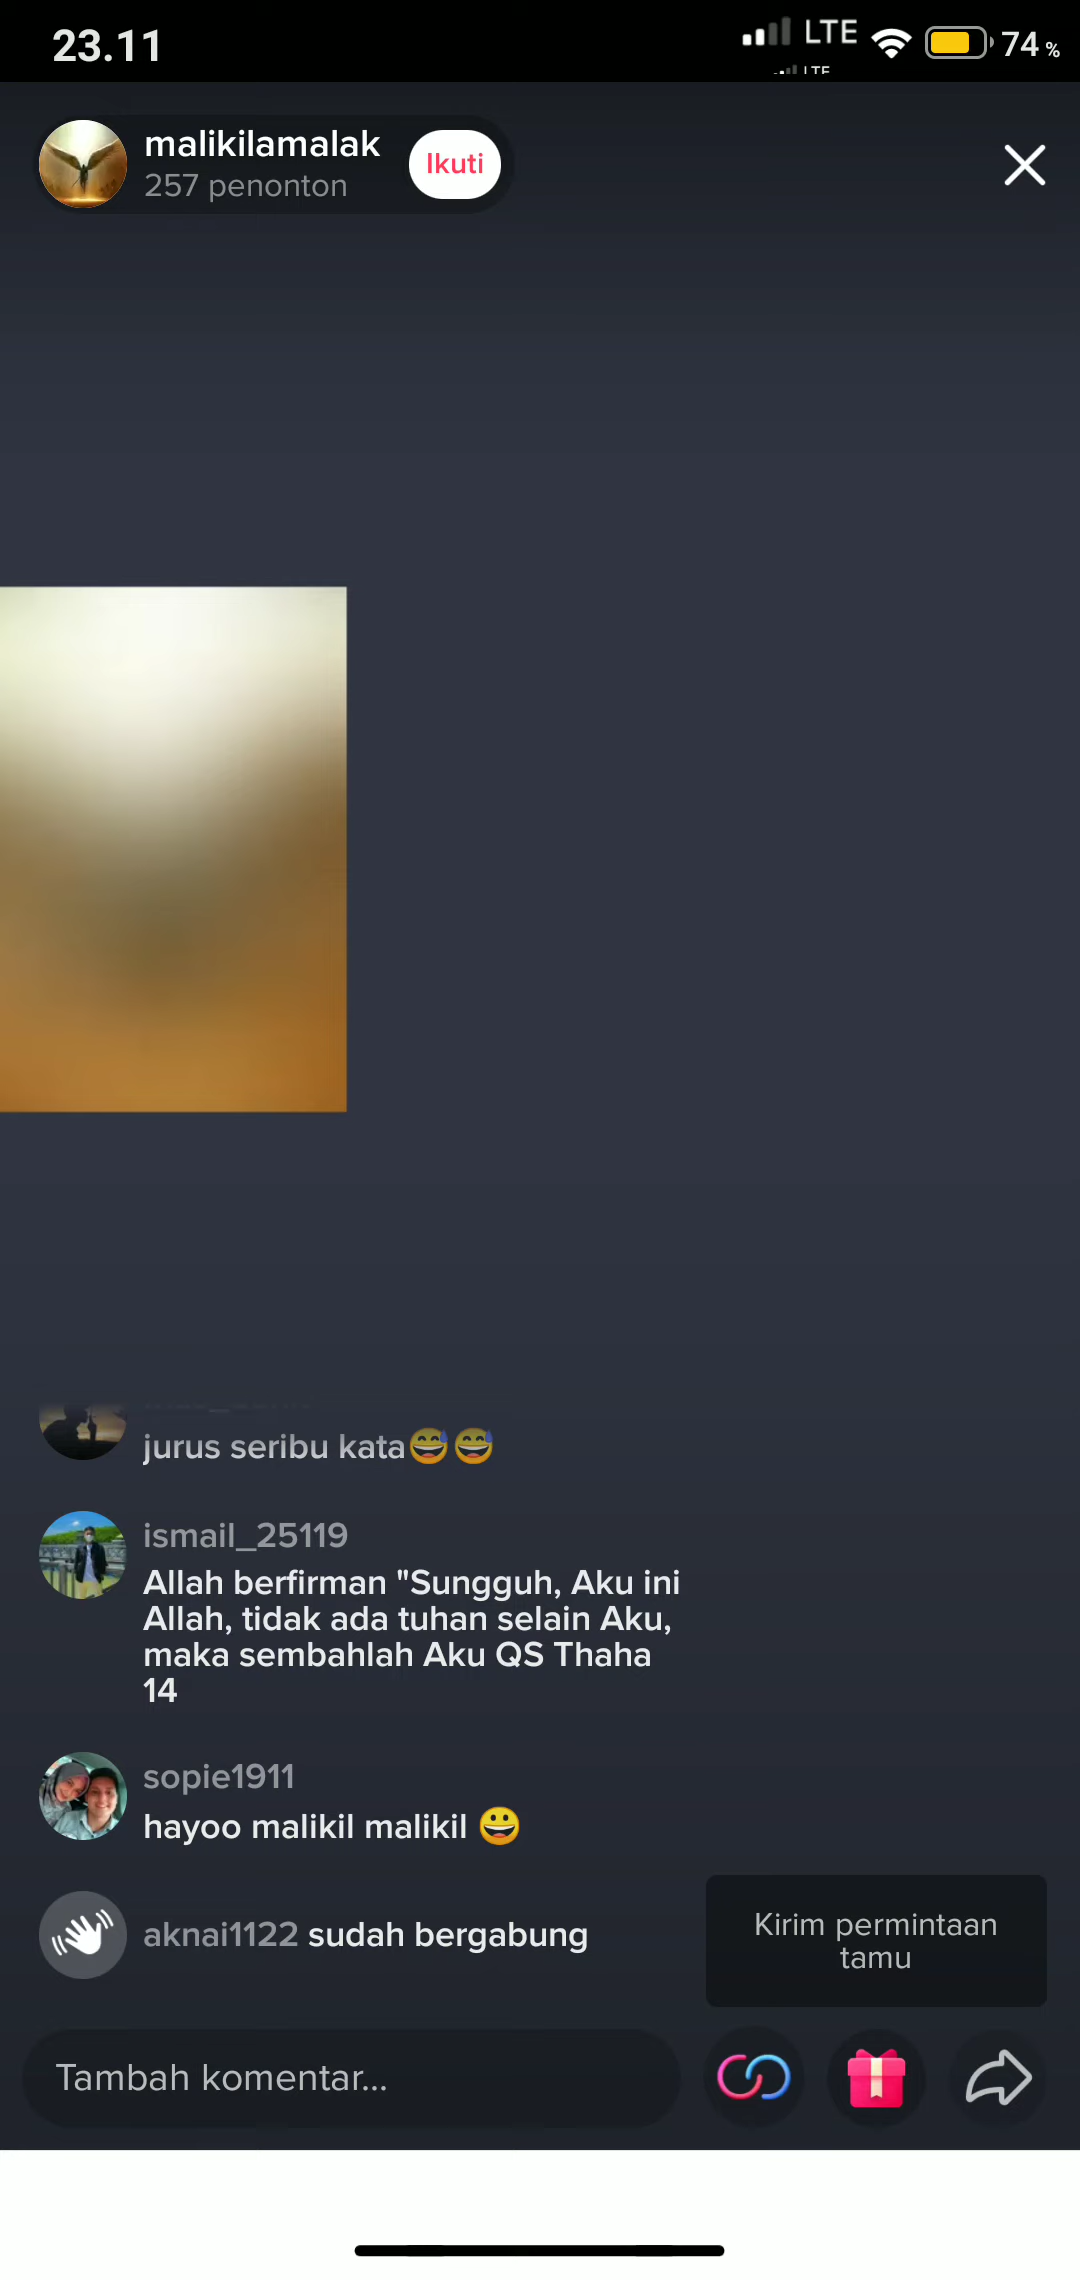 23.11
LTE
LTE
74 %
malikilamalak
257 penonton
Ikuti
jurus seribu kata😅😅
ismail_25119
Allah berfirman "Sungguh, Aku ini
Allah, tidak ada tuhan selain Aku,
maka sembahlah Aku QS Thaha
14
sopie1911
hayoo malikil malikil 😀
aknai1122 sudah bergabung
Kirim permintaan
tamu
Tambah komentar...